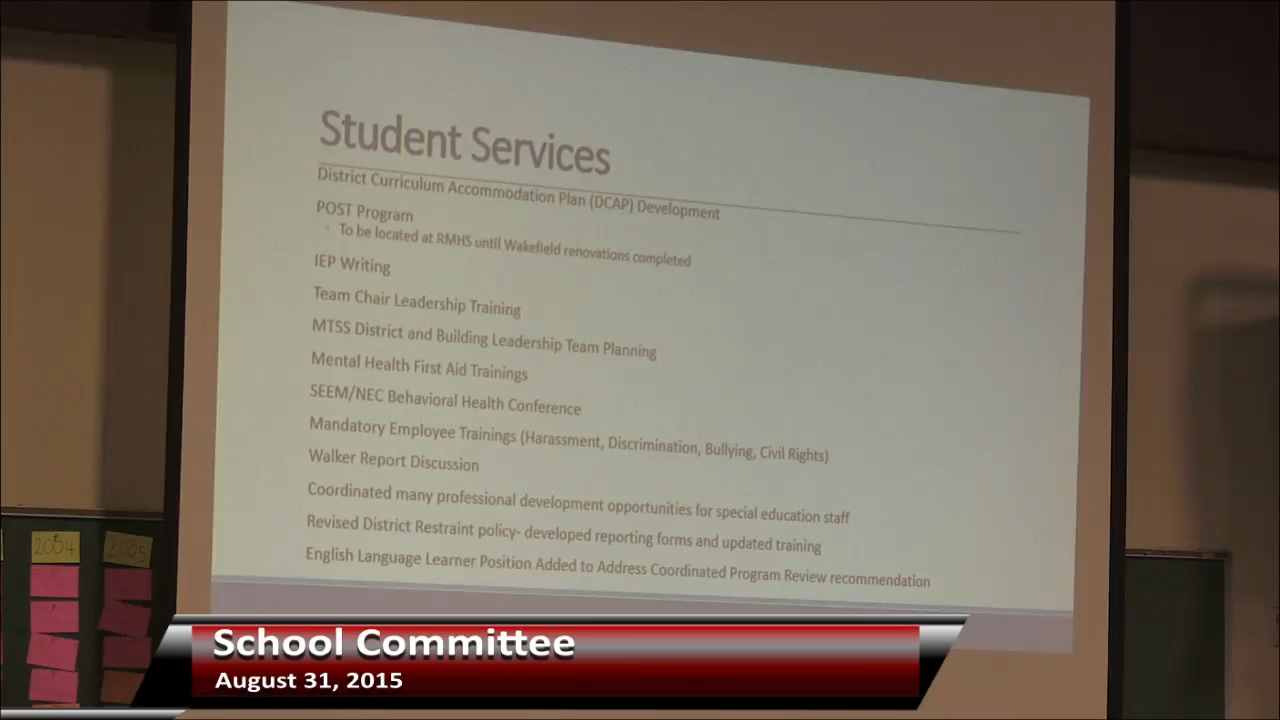 Student Services
District Curriculum Accommodation Plan (DCAP) Development
POST Program
To be located at RMHS until Wakefield renovations completed
IEP Writing
Team Chair Leadership Training
MTSS District and Building Leadership Team Planning
Mental Health First Aid Trainings
SEEM/NEC Behavioral Health Conference
Mandatory Employee Trainings (Harassment, Discrimination, Bullying, Civil Rights)
Walker Report Discussion
Coordinated many professional development opportunities for special education staff
Revised District Restraint policy- developed reporting forms and updated training
English Language Learner Position Added to Address Coordinated Program Review recommendation
2004
2005
School Committee
August 31, 2015